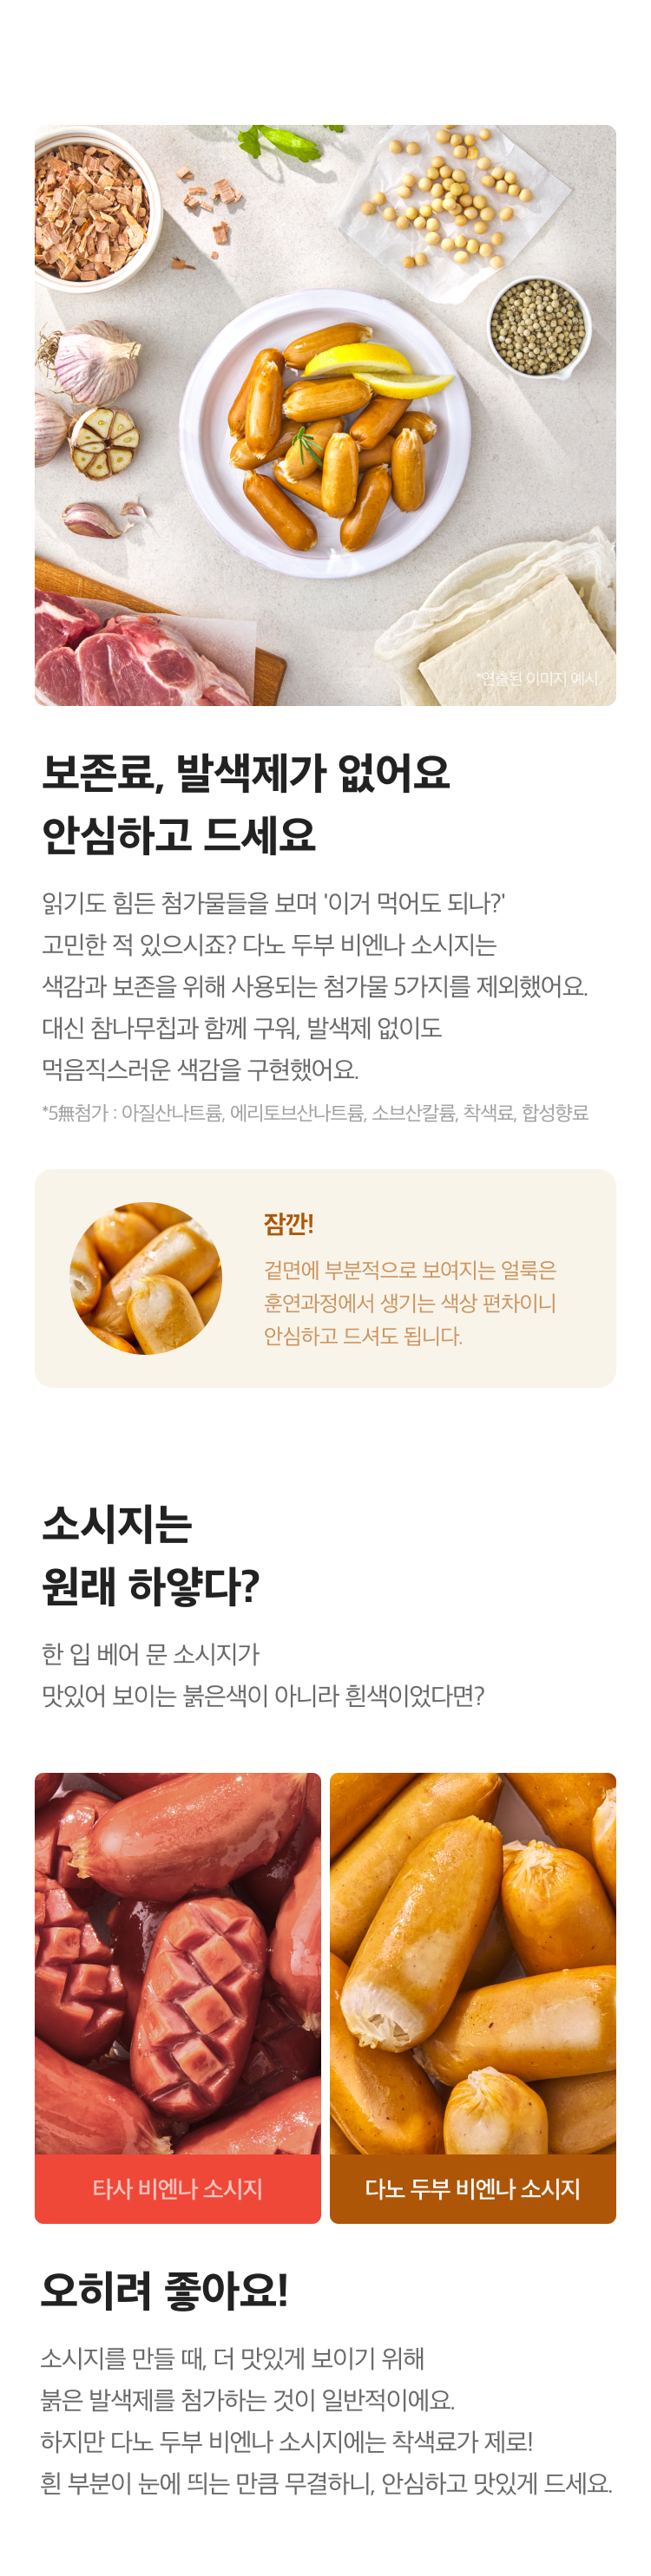 *연출된 이미지 예시
보존료, 발색제가 없어요
안심하고 드세요
읽기도 힘든 첨가물들을 보며 '이거 먹어도 되나?'
고민한 적 있으시죠? 다노 두부 비엔나 소시지는
색감과 보존을 위해 사용되는 첨가물 5가지를 제외했어요.
대신 참나무칩과 함께 구워, 발색제 없이도
먹음직스러운 색감을 구현했어요.
*5無첨가 : 아질산나트륨, 에리토브산나트륨, 소브산칼륨, 착색료, 합성향료
잠깐!
겉면에 부분적으로 보여지는 얼룩은
훈연과정에서 생기는 색상 편차이니
안심하고 드셔도 됩니다.
소시지는
원래 하얗다?
한 입 베어 문 소시지가
맛있어 보이는 붉은색이 아니라 흰색이었다면?
타사 비엔나 소시지
다노 두부 비엔나 소시지
오히려 좋아요!
소시지를 만들 때, 더 맛있게 보이기 위해
붉은 발색제를 첨가하는 것이 일반적이에요.
하지만 다노 두부 비엔나 소시지에는 착색료가 제로!
흰 부분이 눈에 띄는 만큼 무결하니, 안심하고 맛있게 드세요.